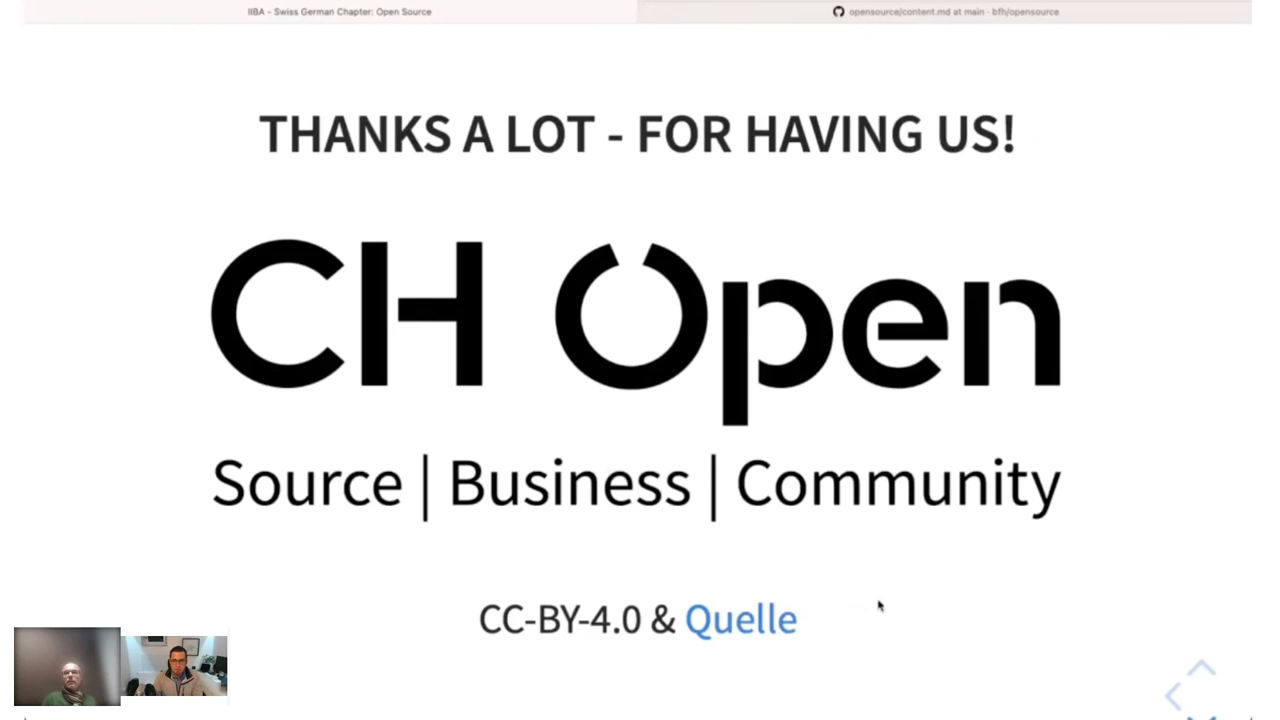 IIBA - Swiss German Chapter: Open Source
opensource/content.md at main · bfh/opensource
THANKS A LOT - FOR HAVING US!
CH Open
Source | Business | Community
CC-BY-4.0 & Quelle